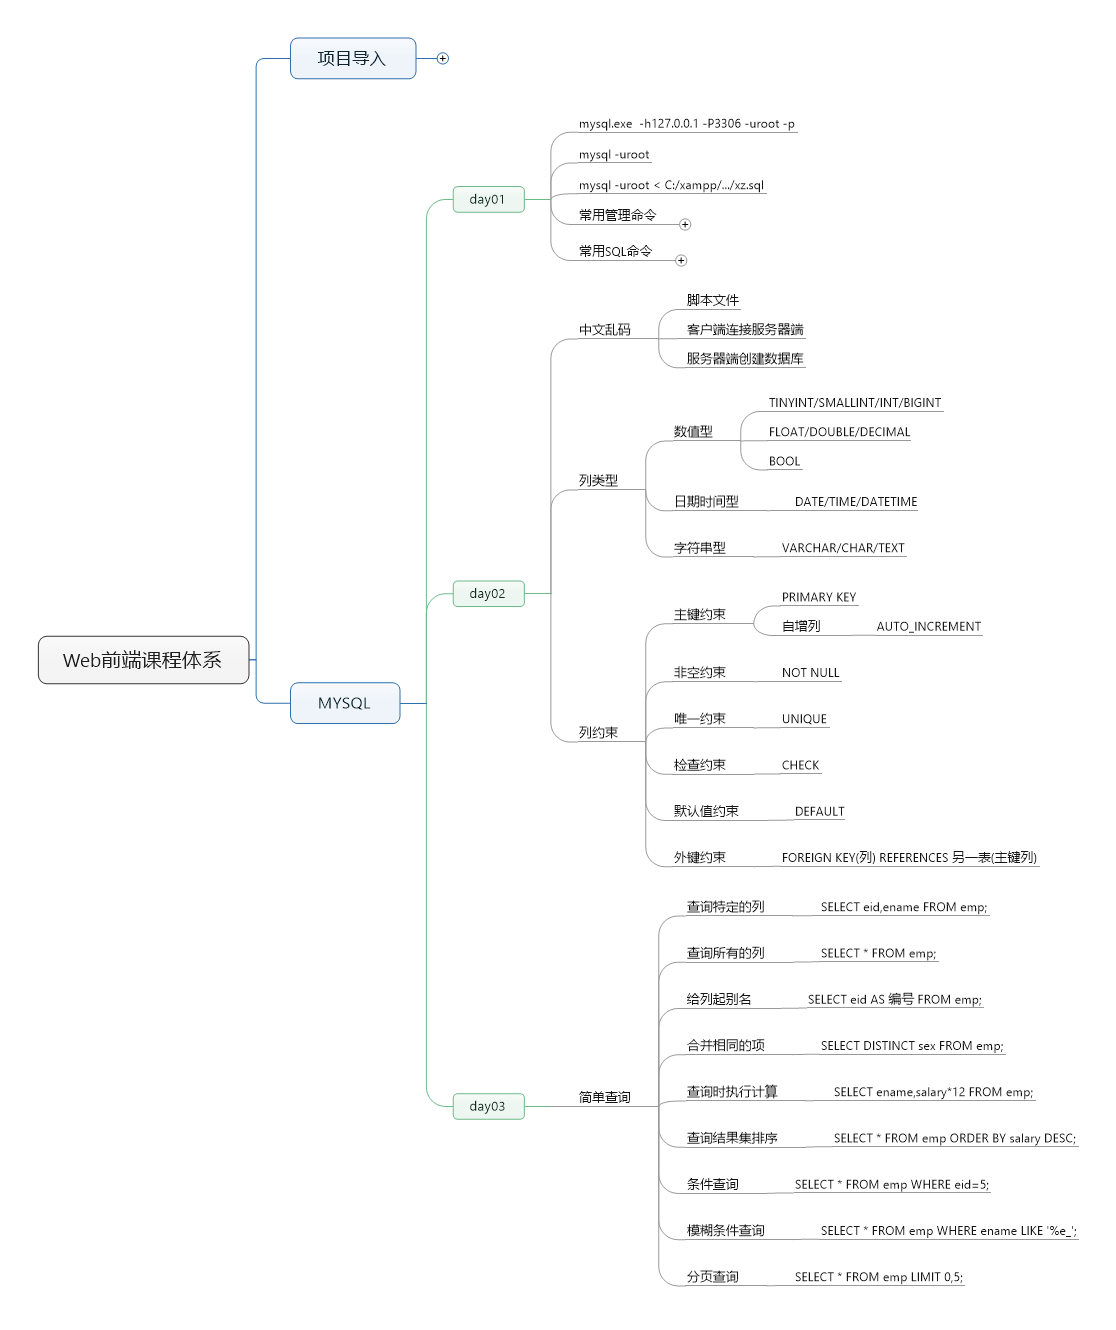 Web前端课程体系
项目导入
MYSQL
day01
mysql.exe  -h127.0.0.1 -P3306 -uroot -p
mysql -uroot
mysql -uroot < C:/xampp/.../xz.sql
常用管理命令
常用SQL命令
day02
中文乱码
脚本文件
客户端连接服务器端
服务器端创建数据库
列类型
数值型
TINYINT/SMALLINT/INT/BIGINT
FLOAT/DOUBLE/DECIMAL
BOOL
日期时间型
DATE/TIME/DATETIME
字符串型
VARCHAR/CHAR/TEXT
列约束
主键约束
PRIMARY KEY
自增列
AUTO_INCREMENT
非空约束
NOT NULL
唯一约束
UNIQUE
检查约束
CHECK
默认值约束
DEFAULT
外键约束
FOREIGN KEY(列) REFERENCES 另一表(主键列)
day03
简单查询
查询特定的列
SELECT eid,ename FROM emp;
查询所有的列
SELECT * FROM emp;
给列起别名
SELECT eid AS 编号 FROM emp;
合并相同的项
SELECT DISTINCT sex FROM emp;
查询时执行计算
SELECT ename,salary*12 FROM emp;
查询结果集排序
SELECT * FROM emp ORDER BY salary DESC;
条件查询
SELECT * FROM emp WHERE eid=5;
模糊条件查询
SELECT * FROM emp WHERE ename LIKE '%e_';
分页查询
SELECT * FROM emp LIMIT 0,5;